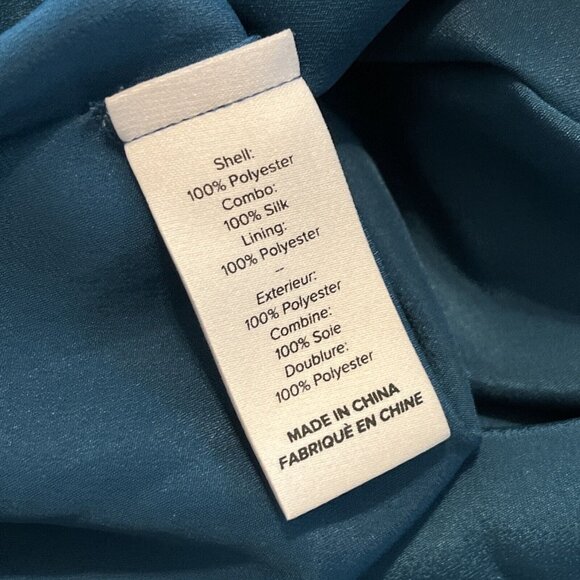 Shell:
100% Polyester
Combo:
100% Silk
Lining:
100% Polyester
–
Exterieur:
100% Polyester
Combine:
100% Soie
Doublure:
100% Polyester
MADE IN CHINA
FABRIQUÈ EN CHINE